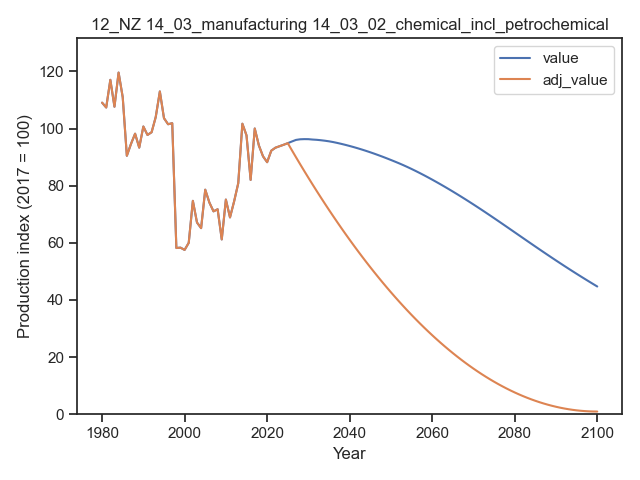 12_NZ 14_03_manufacturing 14_03_02_chemical_incl_petrochemical
value
adj_value
Production index (2017 = 100)
120
100
80
60
40
20
0
1980 2000 2020 2040 2060 2080 2100
Year